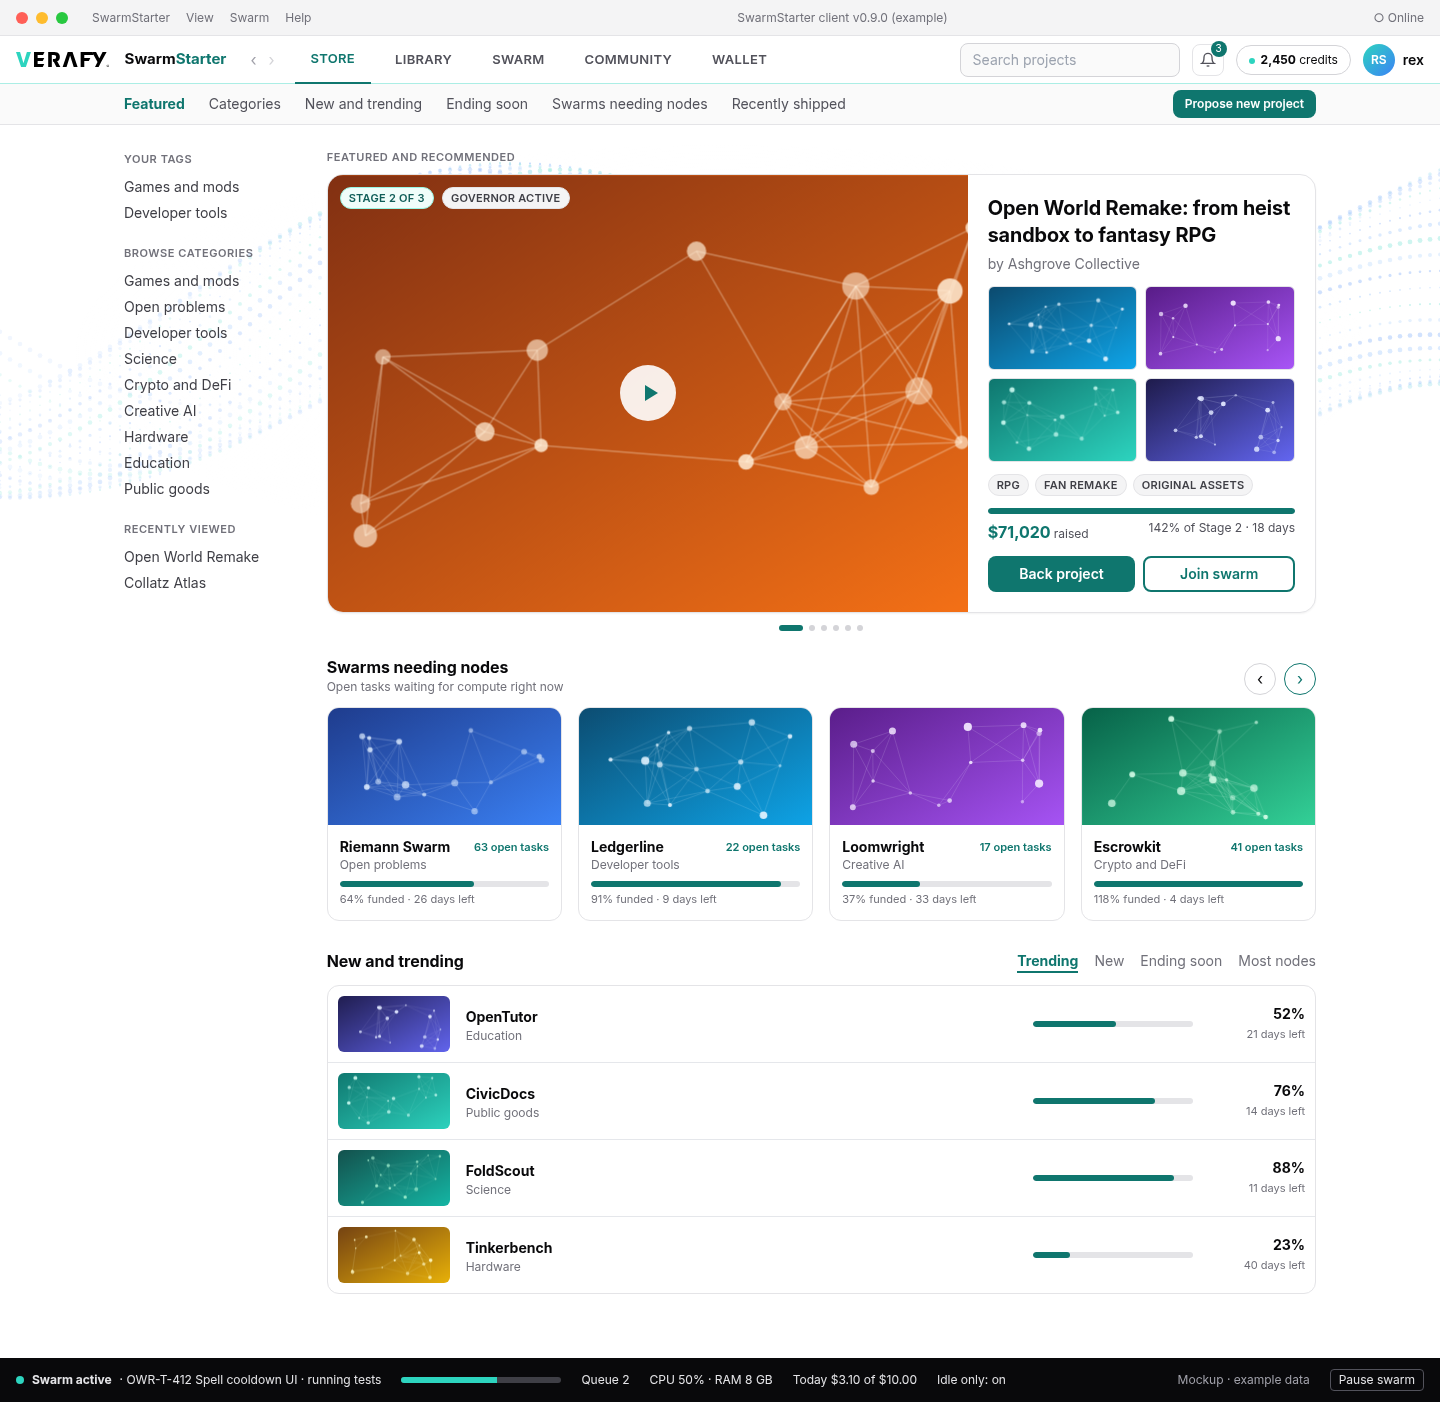 SwarmStarter View Swarm Help
SwarmStarter client v0.9.0 (example)
Online
VERAFY.
SwarmStarter
‹ ›
STORE LIBRARY SWARM COMMUNITY WALLET
Search projects
3
2,450 credits
RS rex
Featured Categories New and trending Ending soon Swarms needing nodes Recently shipped
Propose new project
YOUR TAGS
Games and mods
Developer tools
BROWSE CATEGORIES
Games and mods
Open problems
Developer tools
Science
Crypto and DeFi
Creative AI
Hardware
Education
Public goods
RECENTLY VIEWED
Open World Remake
Collatz Atlas
FEATURED AND RECOMMENDED
STAGE 2 OF 3 GOVERNOR ACTIVE
Open World Remake: from heist
sandbox to fantasy RPG
by Ashgrove Collective
RPG FAN REMAKE ORIGINAL ASSETS
$71,020 raised 142% of Stage 2 · 18 days
Back project Join swarm
Swarms needing nodes
Open tasks waiting for compute right now
‹ ›
Riemann Swarm 63 open tasks
Open problems
64% funded · 26 days left
Ledgerline 22 open tasks
Developer tools
91% funded · 9 days left
Loomwright 17 open tasks
Creative AI
37% funded · 33 days left
Escrowkit 41 open tasks
Crypto and DeFi
118% funded · 4 days left
New and trending
Trending New Ending soon Most nodes
OpenTutor
Education
52%
21 days left
CivicDocs
Public goods
76%
14 days left
FoldScout
Science
88%
11 days left
Tinkerbench
Hardware
23%
40 days left
Swarm active · OWR-T-412 Spell cooldown UI · running tests
Queue 2 CPU 50% · RAM 8 GB Today $3.10 of $10.00 Idle only: on
Mockup · example data Pause swarm